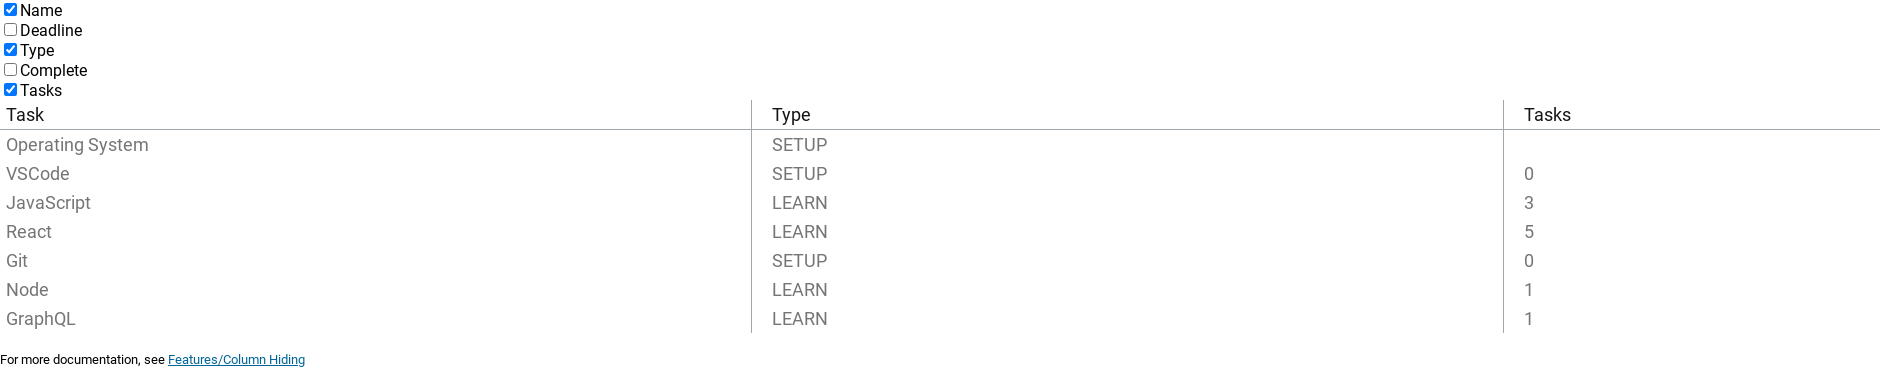 Name
Deadline
Type
Complete
Tasks
Task Type Tasks
Operating System SETUP
VSCode SETUP 0
JavaScript LEARN 3
React LEARN 5
Git SETUP 0
Node LEARN 1
GraphQL LEARN 1
For more documentation, see Features/Column Hiding